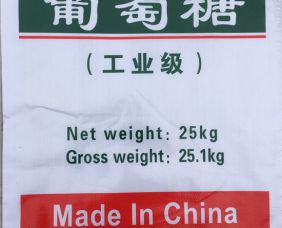 葡萄糖
(工业级)
Net weight: 25kg
Gross weight: 25.1kg
Made In China